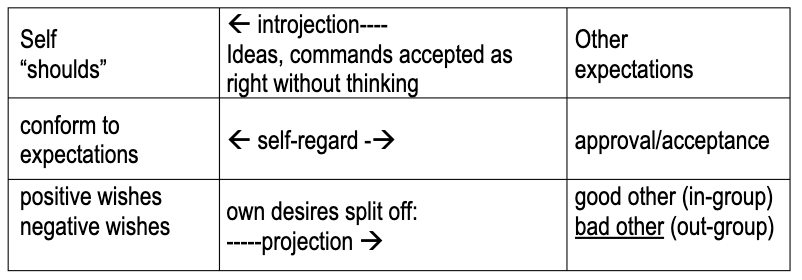 Self
“shoulds”
← introjection----
Ideas, commands accepted as
right without thinking
Other
expectations
conform to
expectations
← self-regard -→
approval/acceptance
positive wishes
negative wishes
own desires split off:
-----projection →
good other (in-group)
bad other (out-group)